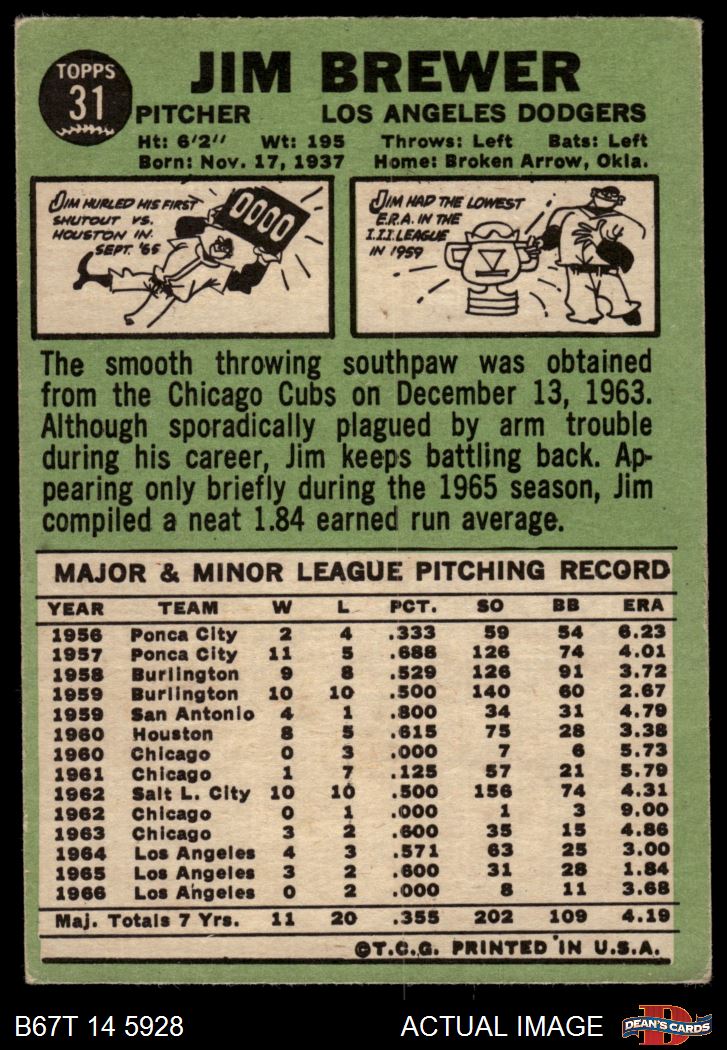 TOPPS
31
JIM BREWER
PITCHER LOS ANGELES DODGERS
Ht: 6'2" Wt: 195 Throws: Left Bats: Left
Born: Nov. 17, 1937 Home: Broken Arrow, Okla.
JIM HURLED HIS FIRST
SHUTOUT VS.
HOUSTON IN
SEPT. '65
0000
JIM HAD THE LOWEST
E.R.A. IN THE
I.I.I. LEAGUE
IN 1959
The smooth throwing southpaw was obtained
from the Chicago Cubs on December 13, 1963.
Although sporadically plagued by arm trouble
during his career, Jim keeps battling back. Ap-
pearing only briefly during the 1965 season, Jim
compiled a neat 1.84 earned run average.
MAJOR & MINOR LEAGUE PITCHING RECORD
YEAR TEAM W L PCT. SO BB ERA
1956 Ponca City 2 4 .333 59 54 6.23
1957 Ponca City 11 5 .688 126 74 4.01
1958 Burlington 9 8 .529 126 91 3.72
1959 Burlington 10 10 .500 140 60 2.67
1959 San Antonio 4 1 .800 34 31 4.79
1960 Houston 8 5 .615 75 28 3.38
1960 Chicago 0 3 .000 7 6 5.73
1961 Chicago 1 7 .125 57 21 5.79
1962 Salt L. City 10 10 .500 156 74 4.31
1962 Chicago 0 1 .000 1 3 9.00
1963 Chicago 3 2 .600 35 15 4.86
1964 Los Angeles 4 3 .571 63 25 3.00
1965 Los Angeles 3 2 .600 31 28 1.84
1966 Los Angeles 0 2 .000 8 11 3.68
Maj. Totals 7 Yrs. 11 20 .355 202 109 4.19
©T.C.G. PRINTED IN U.S.A.
B67T 14 5928 ACTUAL IMAGE
D
DEAN'S CARDS